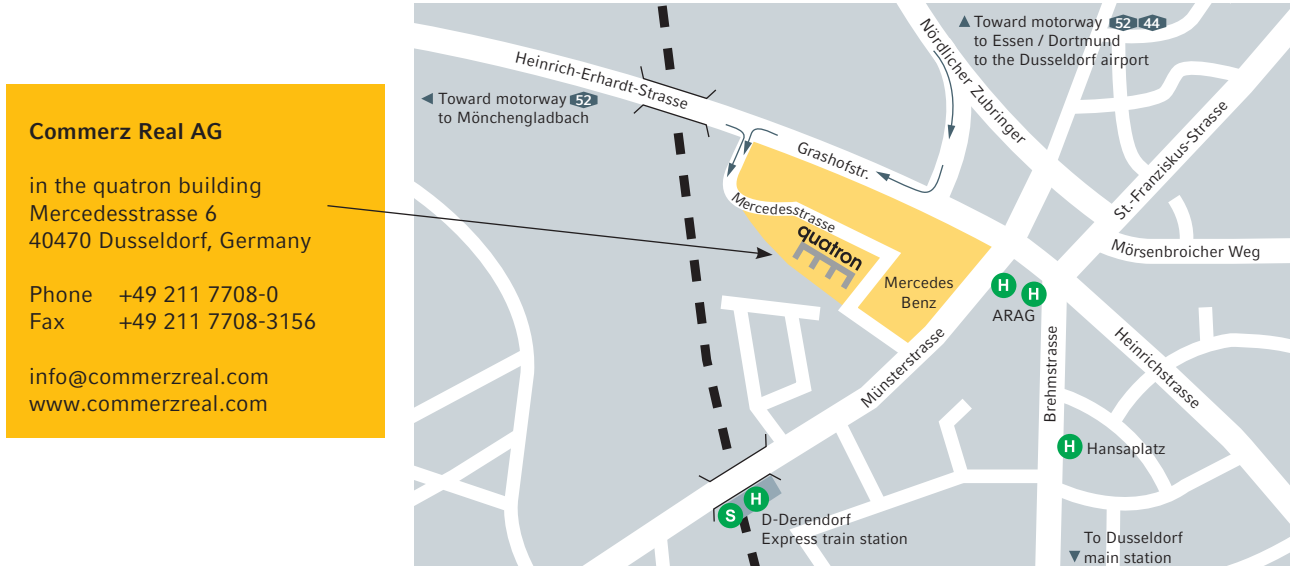 Commerz Real AG
in the quatron building
Mercedesstrasse 6
40470 Dusseldorf, Germany
Phone +49 211 7708-0
Fax +49 211 7708-3156
info@commerzreal.com
www.commerzreal.com
Heinrich-Erhardt-Strasse
Toward motorway 52
to Mönchengladbach
Nördlicher Zubringer
Toward motorway 52 44
to Essen / Dortmund
to the Dusseldorf airport
St.-Franziskus-Strasse
Grashofstr.
Mercedesstrasse
quatron
Mörsenbroicher Weg
Mercedes
Benz
H
H
ARAG
Münsterstrasse
Brehmstrasse
Heinrichstrasse
H Hansaplatz
S
H
D-Derendorf
Express train station
To Dusseldorf
main station